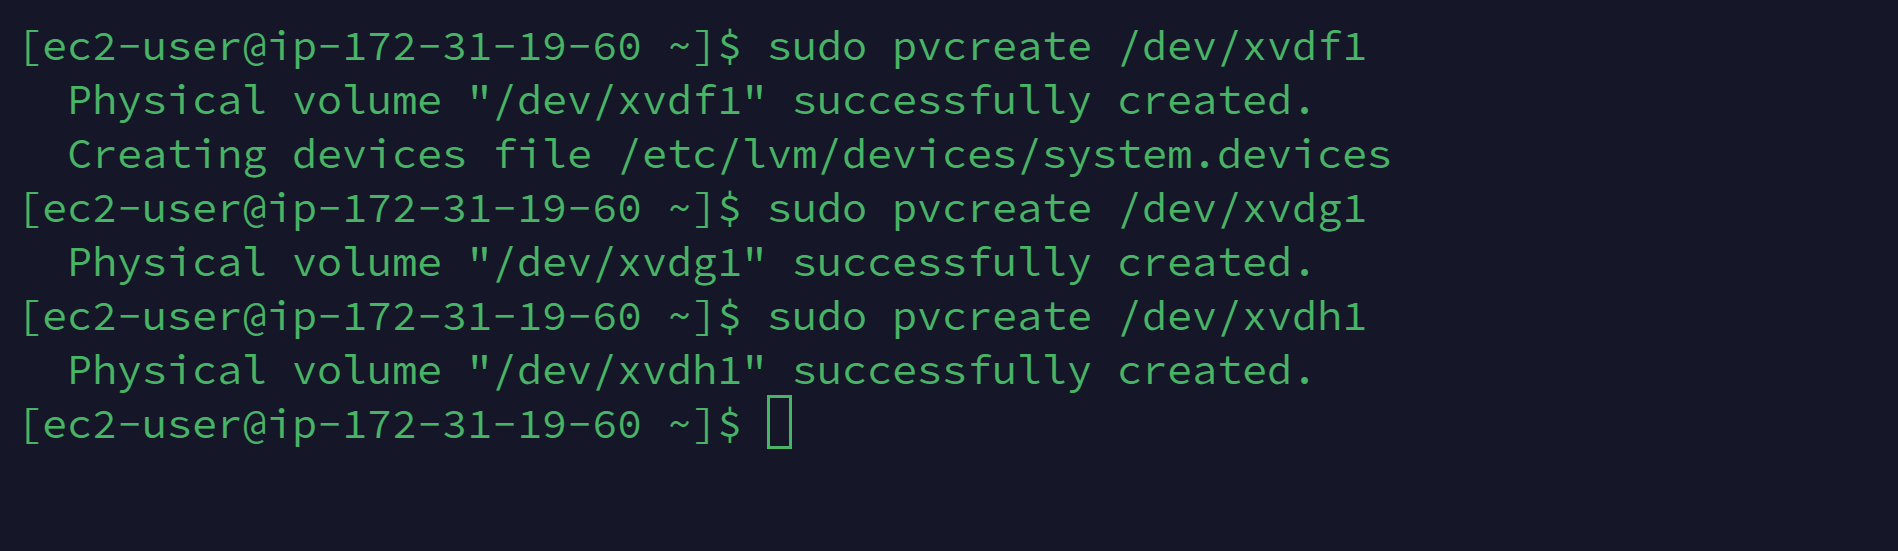 [ec2-user@ip-172-31-19-60 ~]$ sudo pvcreate /dev/xvdf1
  Physical volume "/dev/xvdf1" successfully created.
  Creating devices file /etc/lvm/devices/system.devices
[ec2-user@ip-172-31-19-60 ~]$ sudo pvcreate /dev/xvdg1
  Physical volume "/dev/xvdg1" successfully created.
[ec2-user@ip-172-31-19-60 ~]$ sudo pvcreate /dev/xvdh1
  Physical volume "/dev/xvdh1" successfully created.
[ec2-user@ip-172-31-19-60 ~]$